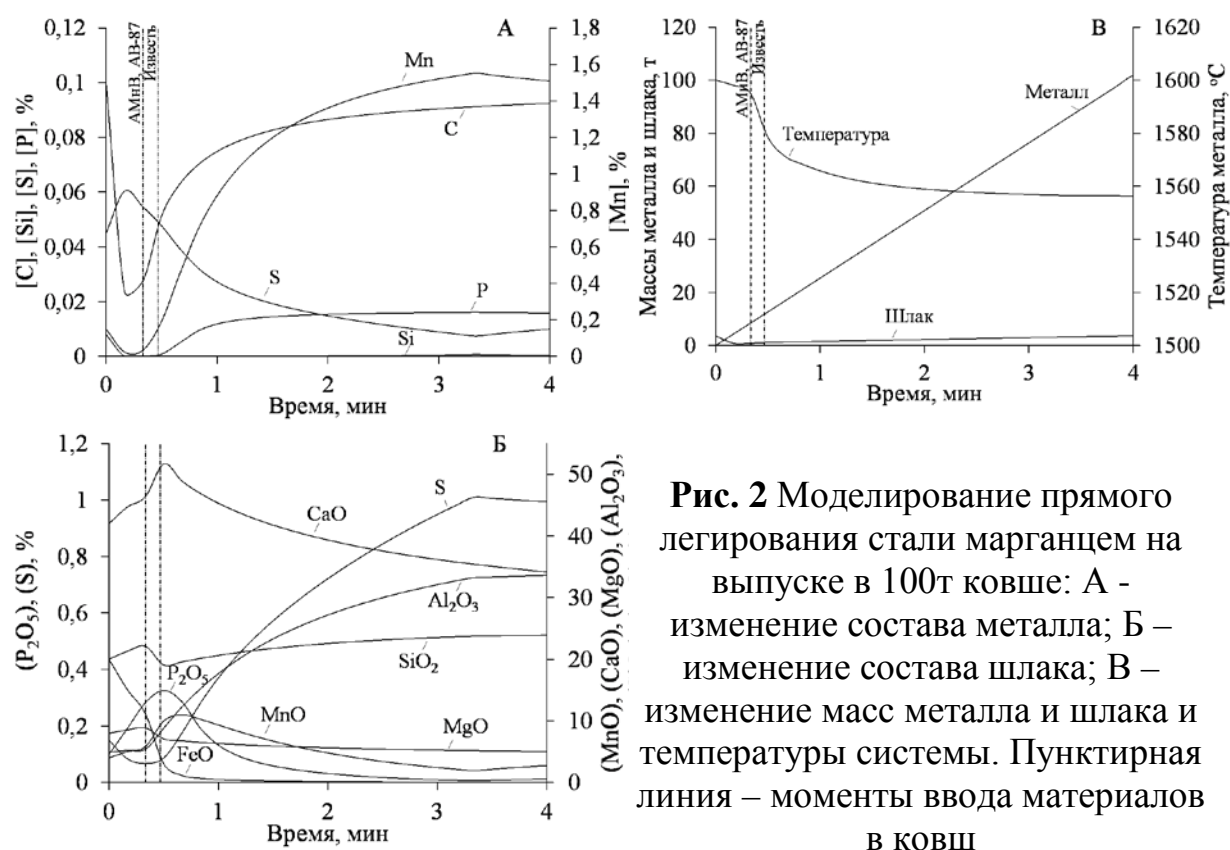 А
[C], [Si], [S], [P], %
0,12
0,1
0,08
0,06
0,04
0,02
0
АМпВ, АВ-87
Известь
Mn
C
S
P
Si
1,8
1,6
1,4
1,2
1
0,8
0,6
0,4
0,2
0
[Mn], %
0
1
2
3
4
Время, мин
В
Массы металла и шлака, т
120
100
80
60
40
20
0
АМпВ, АВ-87
Известь
Металл
Температура
Шлак
1620
1600
1580
1560
1540
1520
1500
Температура металла, °С
0
1
2
3
4
Время, мин
Б
(P₂O₅), (S), %
1,2
1
0,8
0,6
0,4
0,2
0
CaO
S
Al₂O₃
SiO₂
P₂O₅
MnO
MgO
FeO
50
40
30
20
10
0
(MnO), (CaO), (MgO), (Al₂O₃),
0
1
2
3
4
Время, мин
Рис. 2 Моделирование прямого
легирования стали марганцем на
выпуске в 100т ковше: А -
изменение состава металла; Б –
изменение состава шлака; В –
изменение масс металла и шлака и
температуры системы. Пунктирная
линия – моменты ввода материалов
в ковш